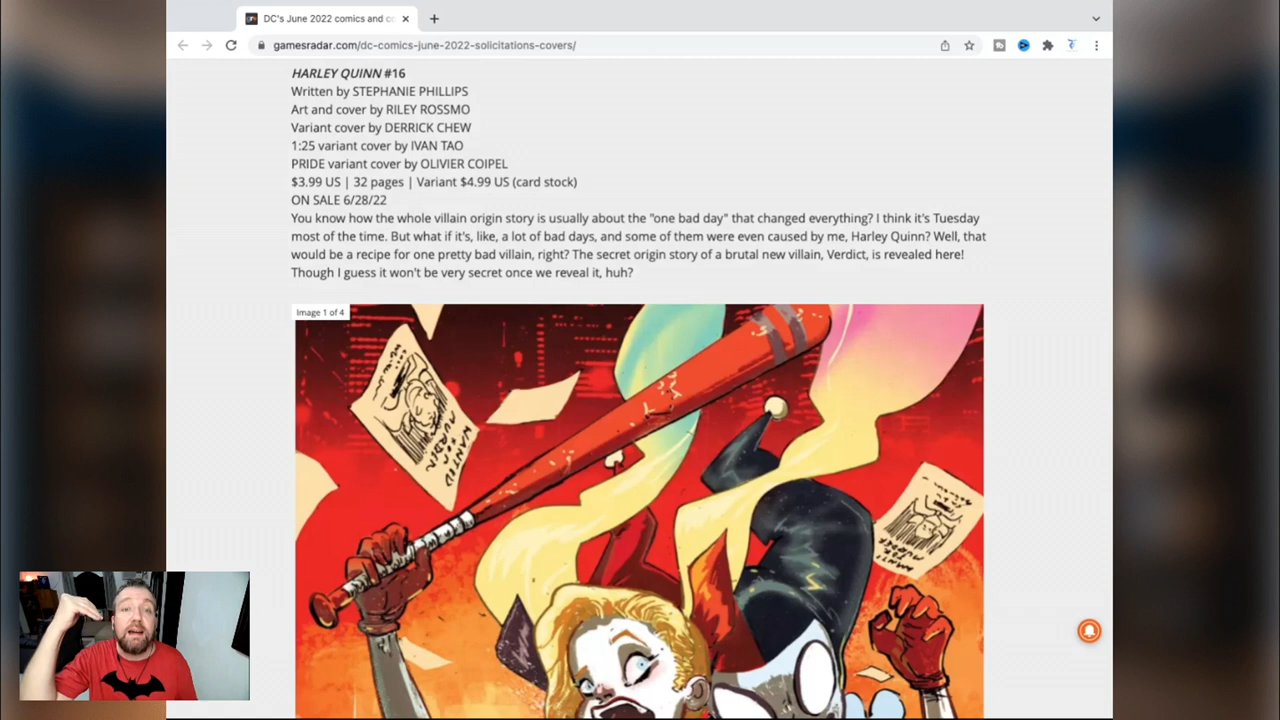 DC's June 2022 comics and co
gamesradar.com/dc-comics-june-2022-solicitations-covers/
HARLEY QUINN #16
Written by STEPHANIE PHILLIPS
Art and cover by RILEY ROSSMO
Variant cover by DERRICK CHEW
1:25 variant cover by IVAN TAO
PRIDE variant cover by OLIVIER COIPEL
$3.99 US | 32 pages | Variant $4.99 US (card stock)
ON SALE 6/28/22
You know how the whole villain origin story is usually about the "one bad day" that changed everything? I think it's Tuesday
most of the time. But what if it's, like, a lot of bad days, and some of them were even caused by me, Harley Quinn? Well, that
would be a recipe for one pretty bad villain, right? The secret origin story of a brutal new villain, Verdict, is revealed here!
Though I guess it won't be very secret once we reveal it, huh?
Image 1 of 4
WANTED
FOR
MURDER